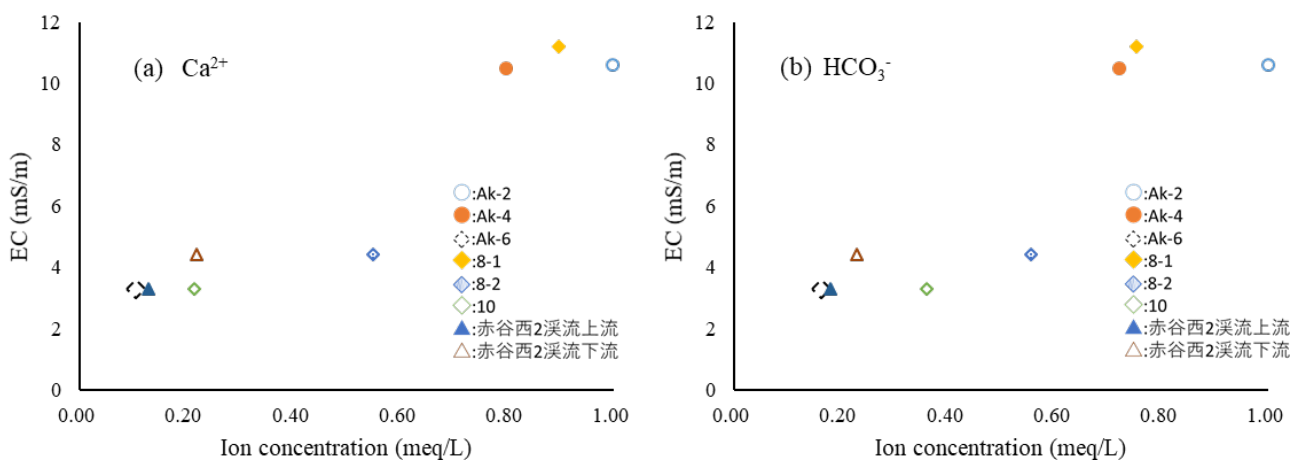 12
10
8
6
4
2
0
EC (mS/m)
(a) Ca²⁺
:Ak-2
:Ak-4
:Ak-6
:8-1
:8-2
:10
:赤谷西2渓流上流
:赤谷西2渓流下流
0.00 0.20 0.40 0.60 0.80 1.00
Ion concentration (meq/L)
12
10
8
6
4
2
0
EC (mS/m)
(b) HCO₃⁻
:Ak-2
:Ak-4
:Ak-6
:8-1
:8-2
:10
:赤谷西2渓流上流
:赤谷西2渓流下流
0.00 0.20 0.40 0.60 0.80 1.00
Ion concentration (meq/L)